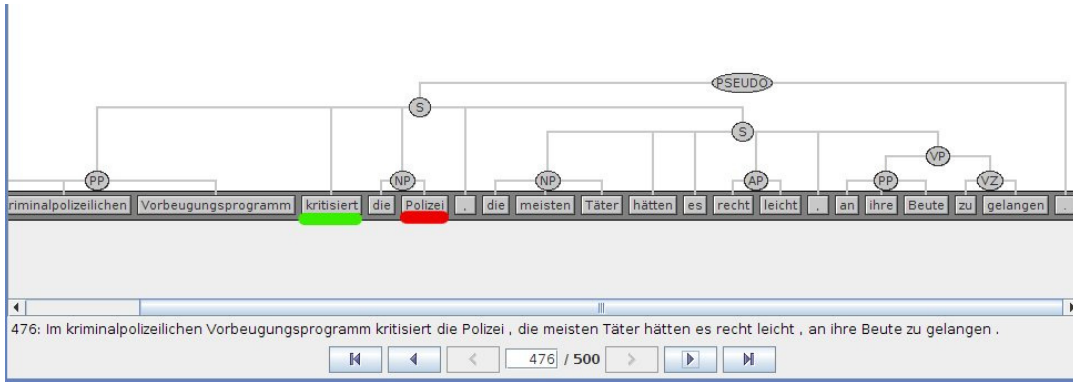 PSEUDO
S
S
VP
PP NP NP AP PP VZ
riminalpolizeilichen Vorbeugungsprogramm kritisiert die Polizei , die meisten Täter hätten es recht leicht , an ihre Beute zu gelangen .
476: Im kriminalpolizeilichen Vorbeugungsprogramm kritisiert die Polizei , die meisten Täter hätten es recht leicht , an ihre Beute zu gelangen .
476 / 500